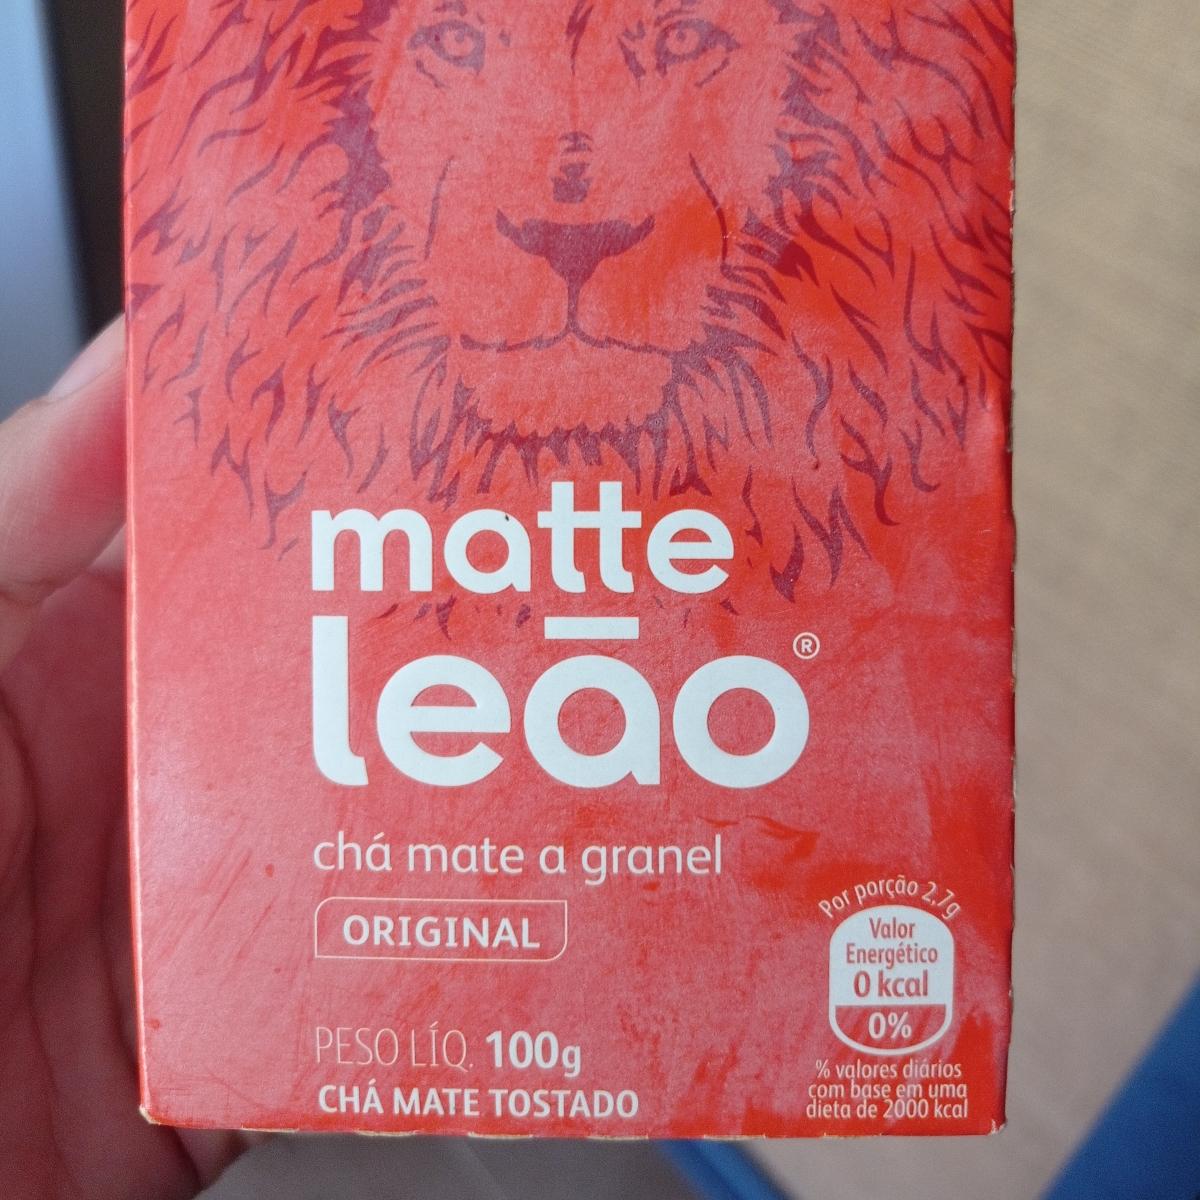 matte
leão®
chá mate a granel
ORIGINAL
PESO LÍQ. 100g
CHÁ MATE TOSTADO
Por porção 2,7g
Valor
Energético
0 kcal
0%
% valores diários
com base em uma
dieta de 2000 kcal